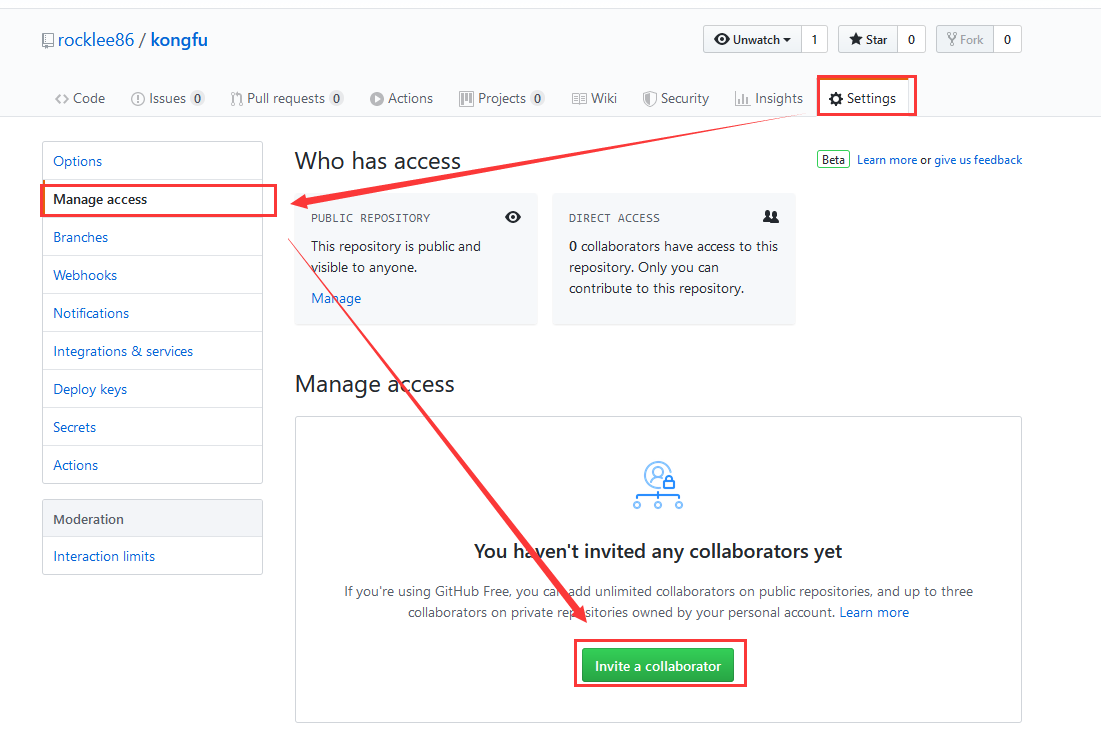 rocklee86 / kongfu
Unwatch 1 Star 0 Fork 0
Code Issues 0 Pull requests 0 Actions Projects 0 Wiki Security Insights Settings
Options
Manage access
Branches
Webhooks
Notifications
Integrations & services
Deploy keys
Secrets
Actions
Moderation
Interaction limits
Who has access
Beta Learn more or give us feedback
PUBLIC REPOSITORY
This repository is public and
visible to anyone.
Manage
DIRECT ACCESS
0 collaborators have access to this
repository. Only you can
contribute to this repository.
Manage access
You haven't invited any collaborators yet
If you're using GitHub Free, you can add unlimited collaborators on public repositories, and up to three
collaborators on private repositories owned by your personal account. Learn more
Invite a collaborator